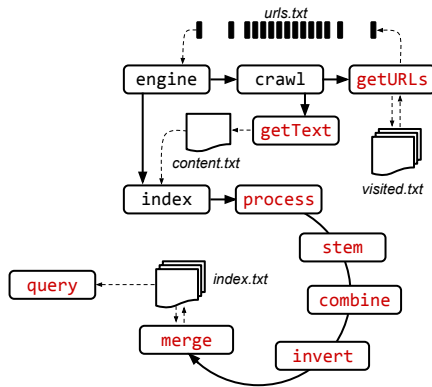 urls.txt
engine
crawl
getURLs
getText
content.txt
visited.txt
index
process
stem
index.txt
query
combine
merge
invert